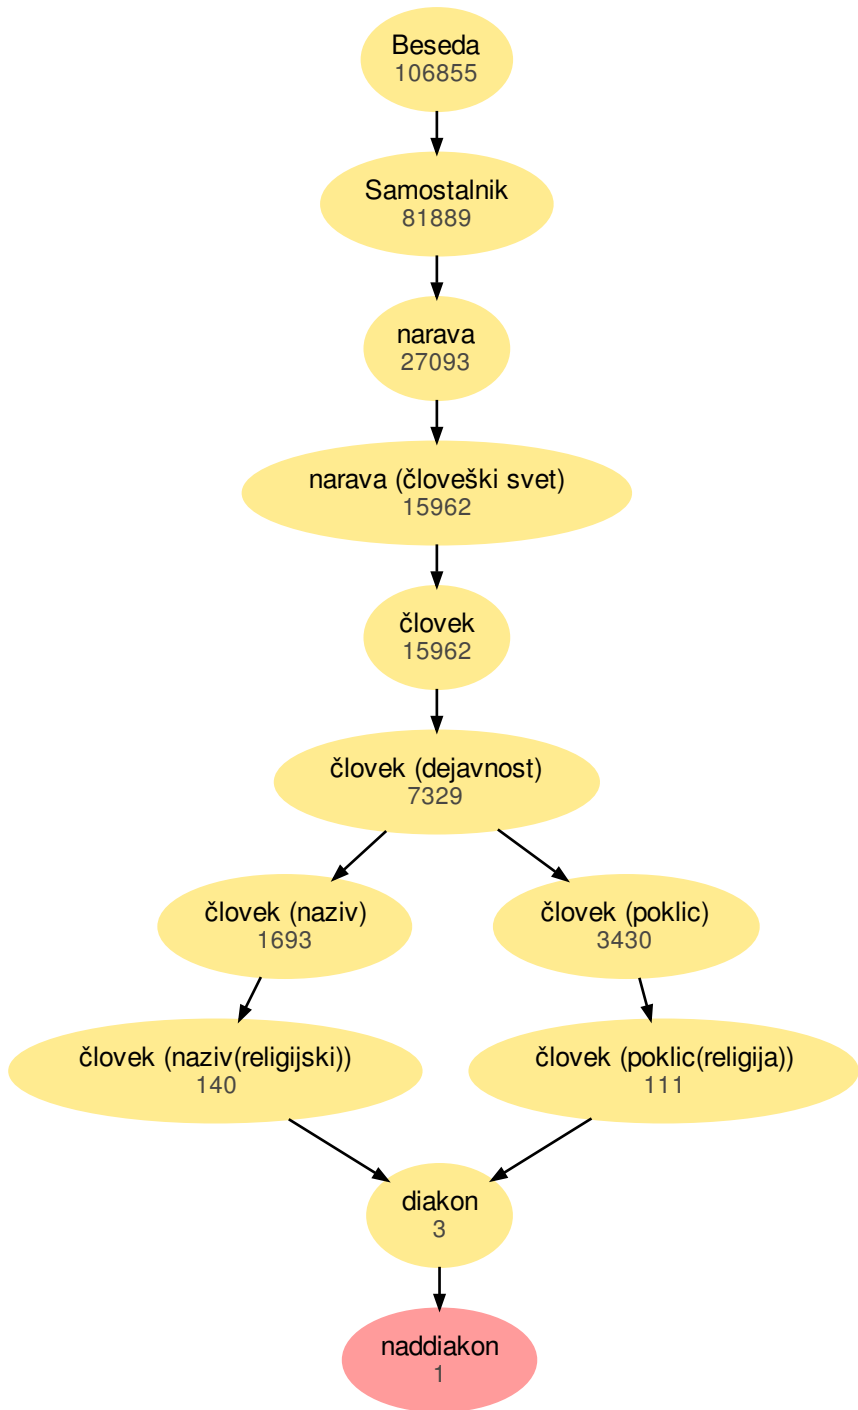 Beseda
106855
Samostalnik
81889
narava
27093
narava (človeški svet)
15962
človek
15962
človek (dejavnost)
7329
človek (naziv)
1693
človek (poklic)
3430
človek (naziv(religijski))
140
človek (poklic(religija))
111
diakon
3
naddiakon
1